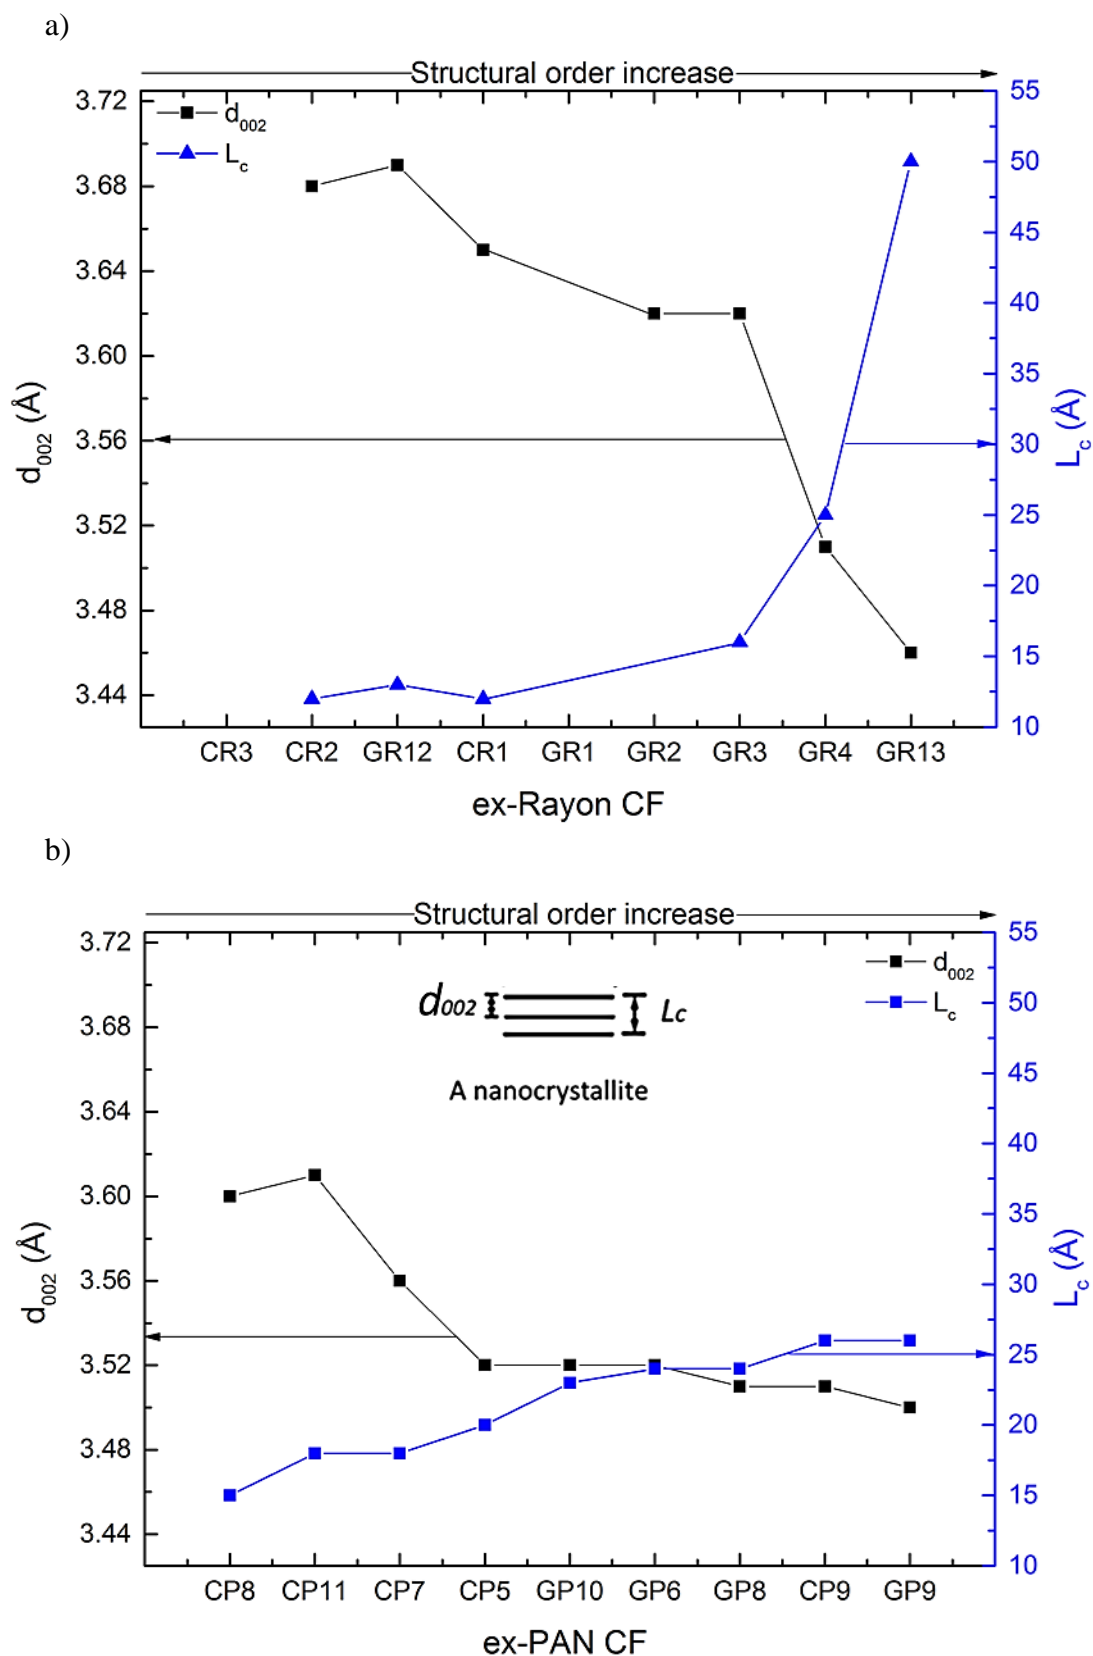 a)
Structural order increase
3.72
3.68
3.64
3.60
3.56
3.52
3.48
3.44
d002 (Å)
d002
Lc
55
50
45
40
35
30
25
20
15
10
Lc (Å)
CR3 CR2 GR12 CR1 GR1 GR2 GR3 GR4 GR13
ex-Rayon CF
b)
Structural order increase
3.72
3.68
3.64
3.60
3.56
3.52
3.48
3.44
d002 (Å)
d002
Lc
d002 Lc
A nanocrystallite
55
50
45
40
35
30
25
20
15
10
Lc (Å)
CP8 CP11 CP7 CP5 GP10 GP6 GP8 CP9 GP9
ex-PAN CF